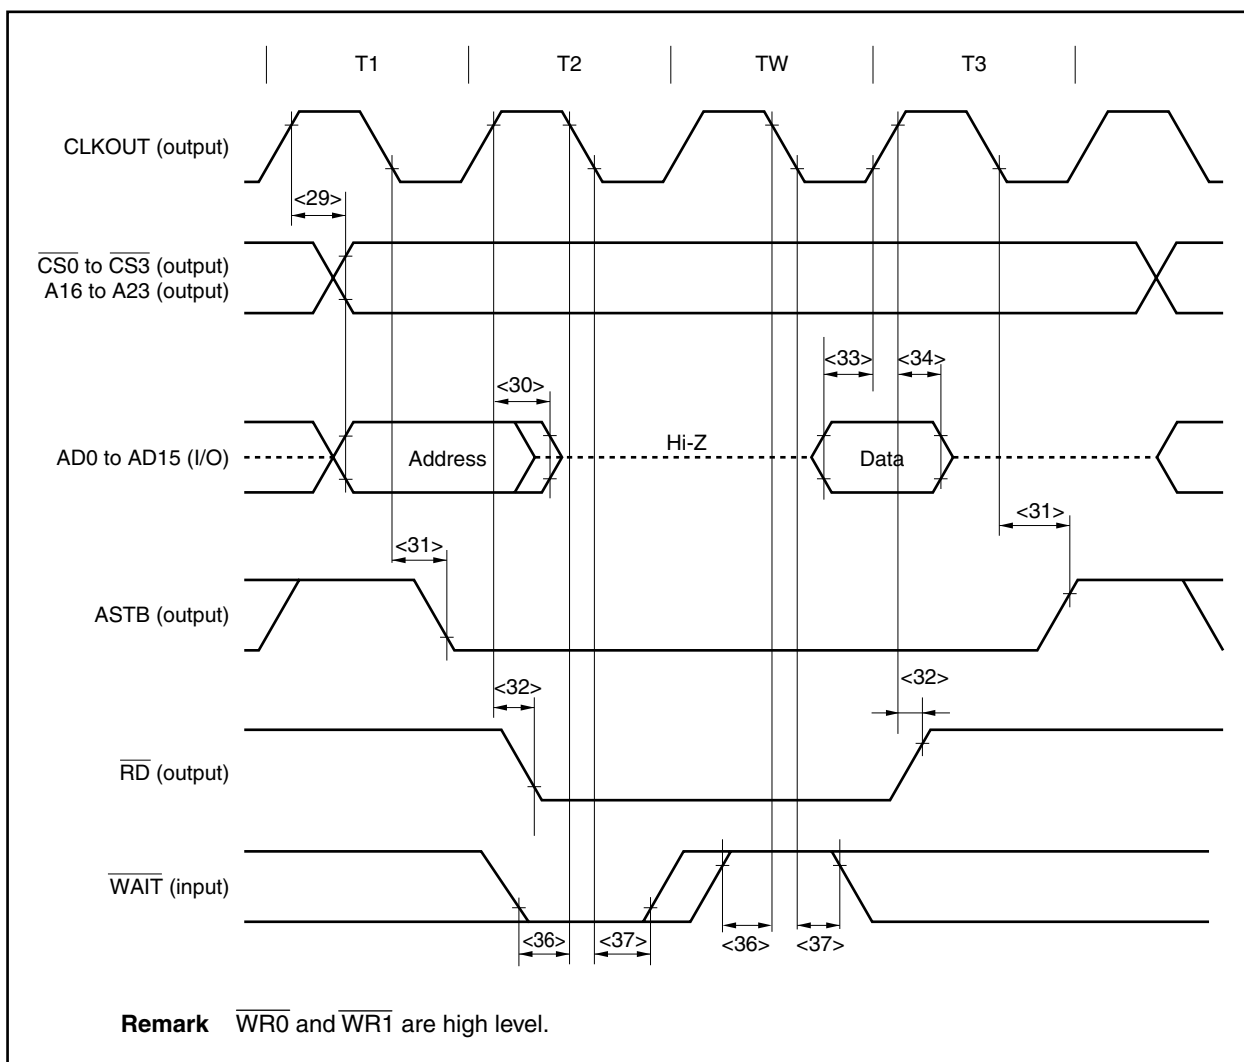 T1 T2 TW T3
CLKOUT (output)
<29>
CS0 to CS3 (output)
A16 to A23 (output)
<33> <34>
<30>
AD0 to AD15 (I/O) Address Hi-Z Data
<31>
<31>
ASTB (output)
<32>
<32>
RD (output)
WAIT (input)
<36> <37> <36> <37>
Remark WR0 and WR1 are high level.